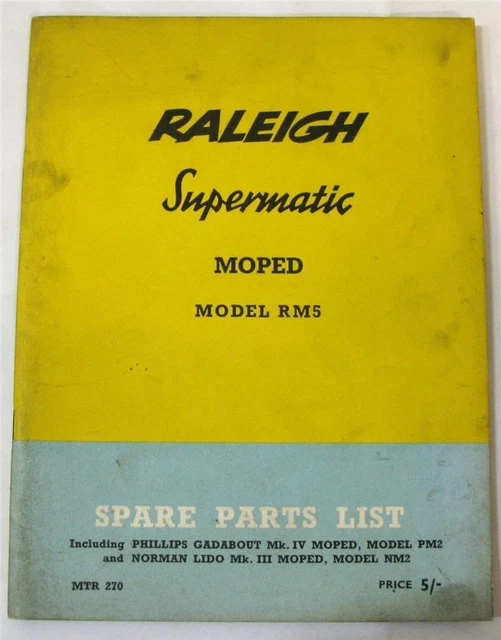 RALEIGH
Supermatic
MOPED
MODEL RM5
SPARE PARTS LIST
Including PHILLIPS GADABOUT Mk. IV MOPED, MODEL PM2
and NORMAN LIDO Mk. III MOPED, MODEL NM2
MTR 270 PRICE 5/-